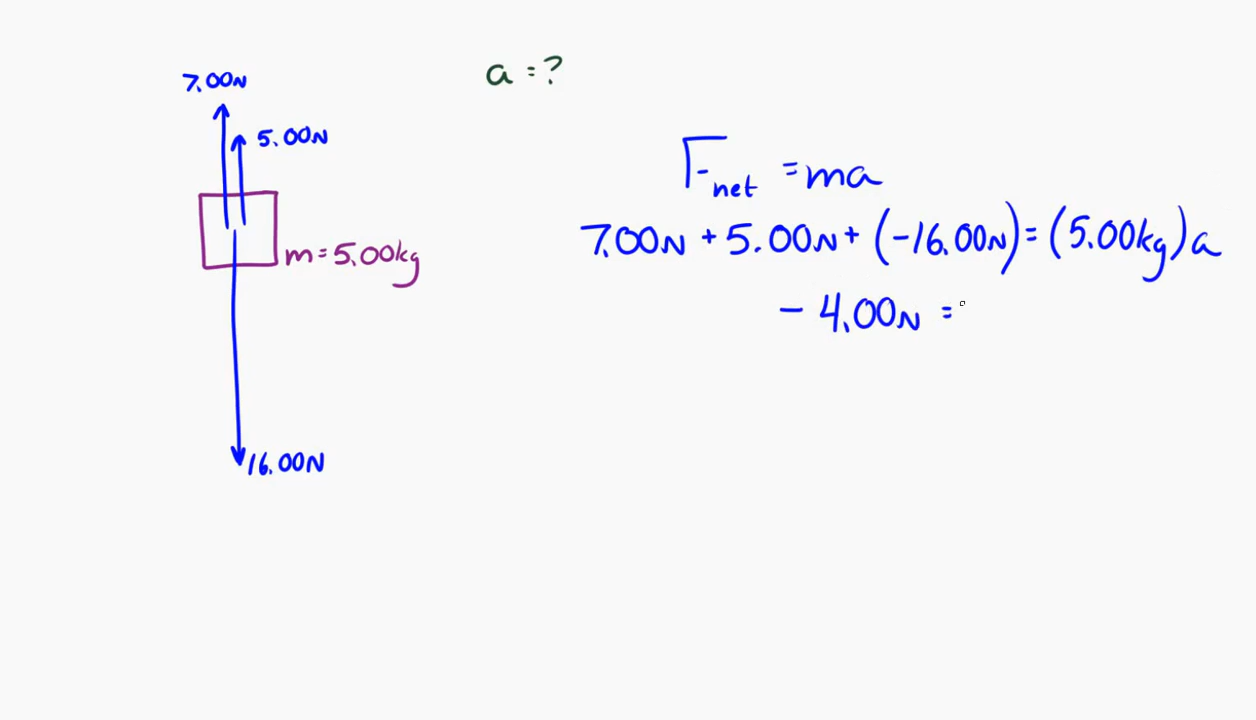 a = ?
7.00N
5.00N
m = 5.00kg
16.00N
Fnet = ma
7.00N + 5.00N + (-16.00N) = (5.00kg)a
- 4.00N =